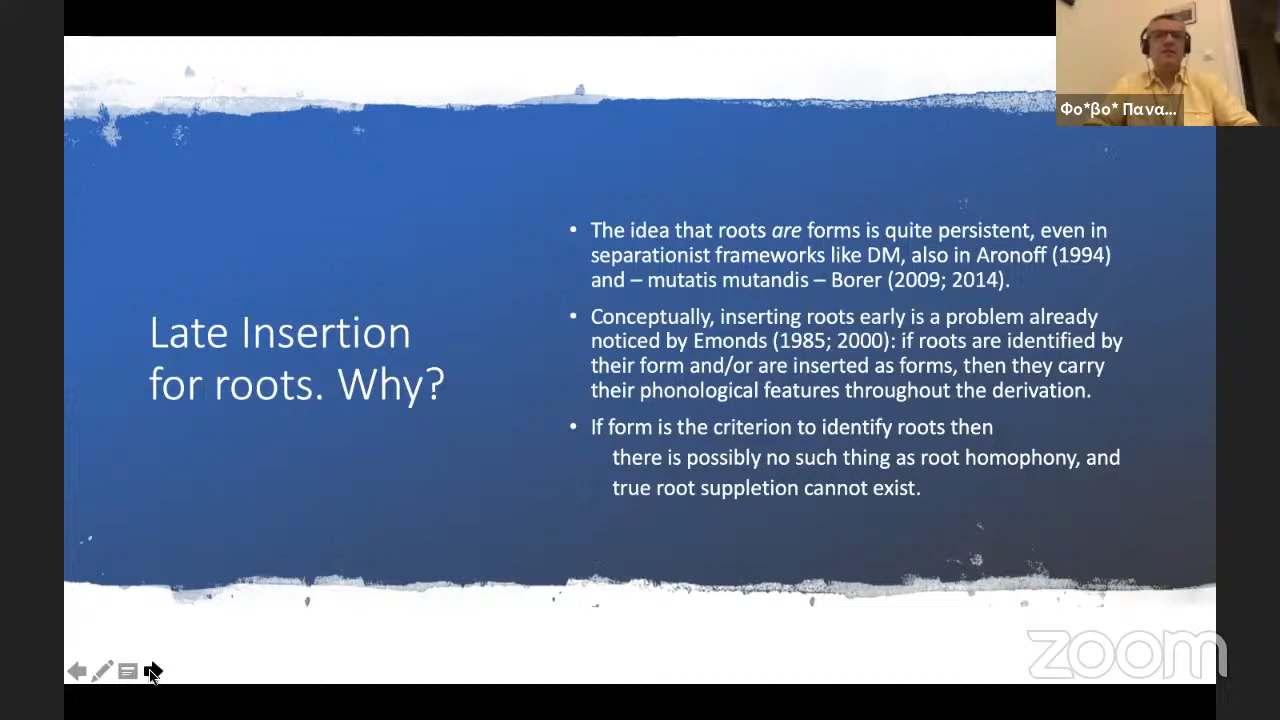 Φο*βο* Πανα...
Late Insertion
for roots. Why?
• The idea that roots are forms is quite persistent, even in
separationist frameworks like DM, also in Aronoff (1994)
and – mutatis mutandis – Borer (2009; 2014).
• Conceptually, inserting roots early is a problem already
noticed by Emonds (1985; 2000): if roots are identified by
their form and/or are inserted as forms, then they carry
their phonological features throughout the derivation.
• If form is the criterion to identify roots then
there is possibly no such thing as root homophony, and
true root suppletion cannot exist.
zoom